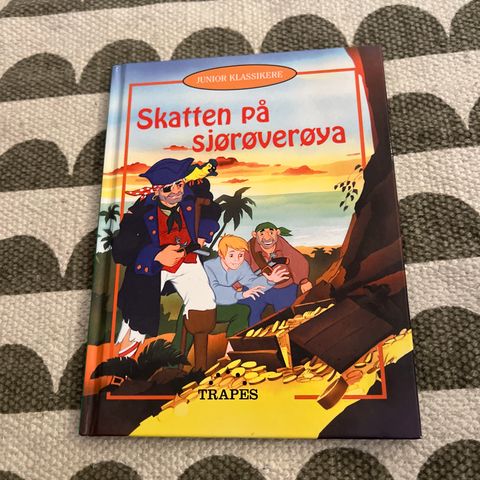 JUNIOR KLASSIKERE
Skatten på
sjørøverøya
TRAPES